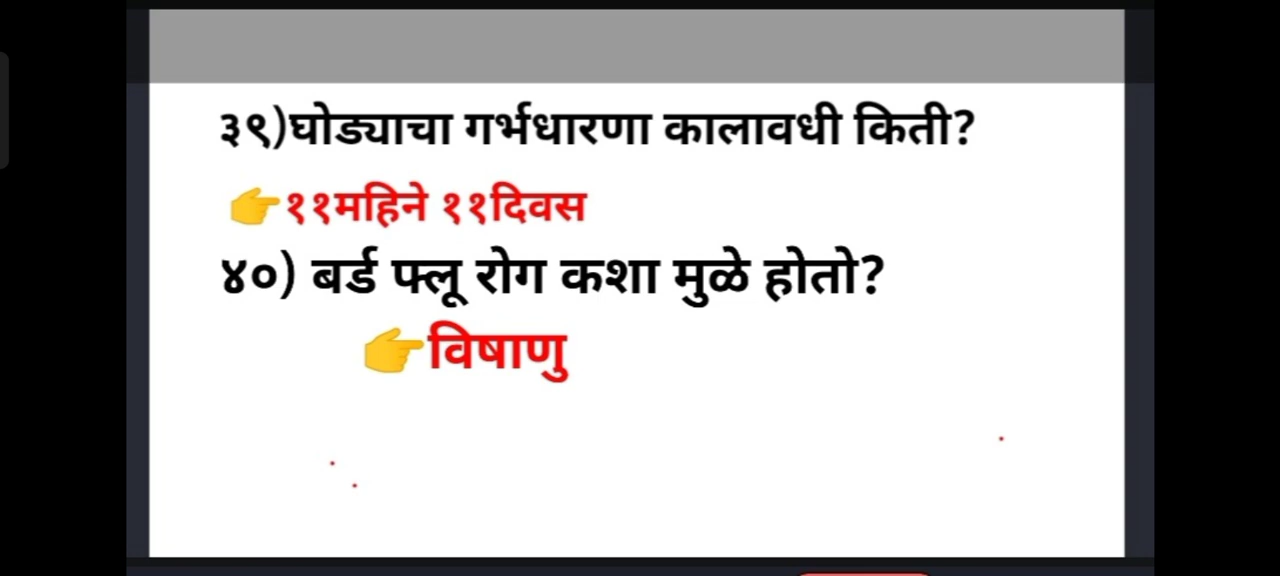 ३९)घोड्याचा गर्भधारणा कालावधी किती?
👉११महिने ११दिवस
४०) बर्ड फ्लू रोग कशा मुळे होतो?
👉विषाणु